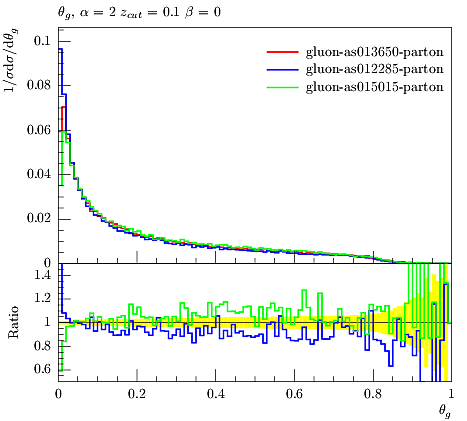 θg, α = 2 zcut = 0.1 β = 0
1/σdσ/dθg
gluon-as013650-parton
gluon-as012285-parton
gluon-as015015-parton
0.1
0.08
0.06
0.04
0.02
0
Ratio
1.4
1.2
1
0.8
0.6
0 0.2 0.4 0.6 0.8 1
θg